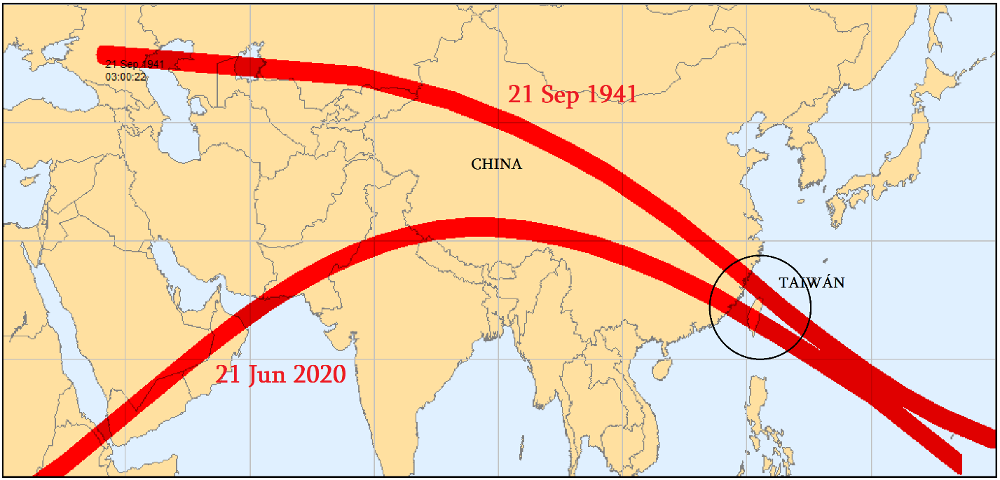 21 Sep 1941
03:00:22
21 Sep 1941
CHINA
TAIWÁN
21 Jun 2020